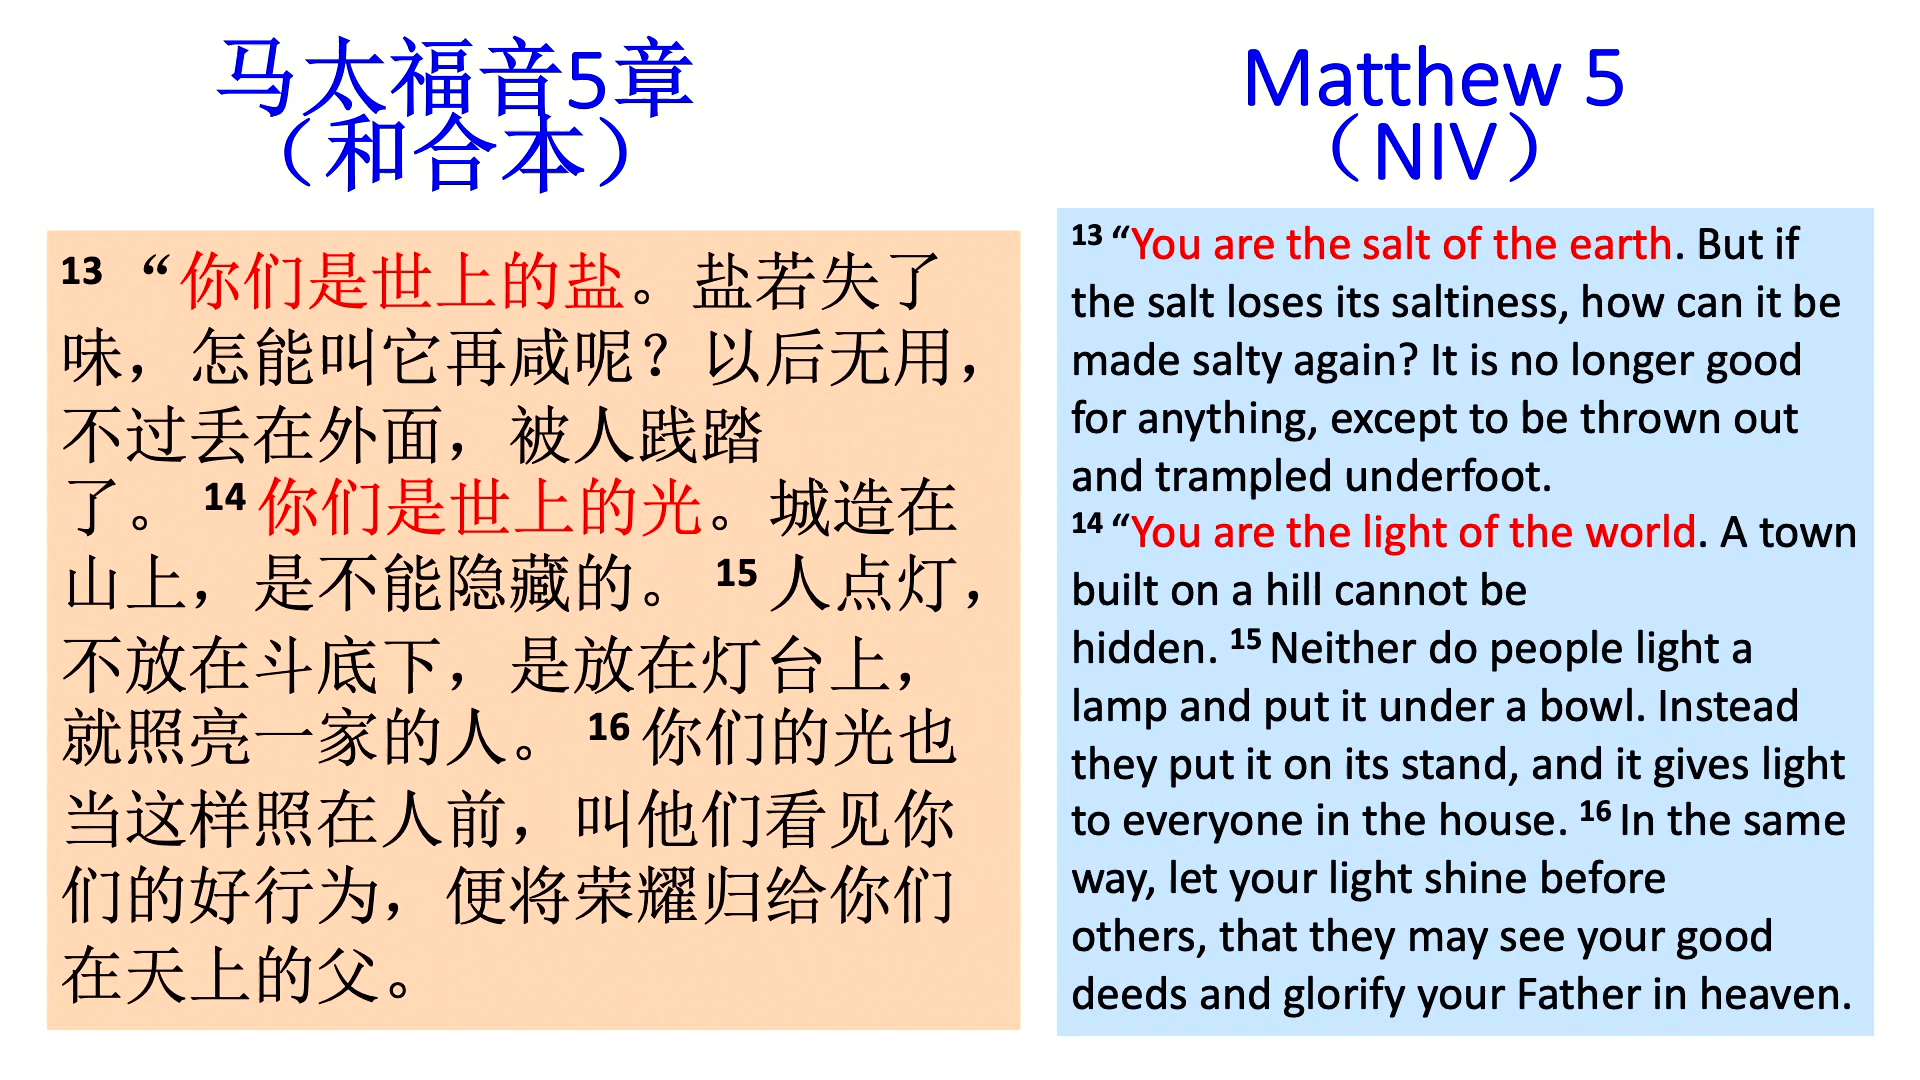 马太福音5章
（和合本）
13 “你们是世上的盐。盐若失了
味，怎能叫它再咸呢？以后无用，
不过丢在外面，被人践踏
了。 14 你们是世上的光。城造在
山上，是不能隐藏的。 15 人点灯，
不放在斗底下，是放在灯台上，
就照亮一家的人。 16 你们的光也
当这样照在人前，叫他们看见你
们的好行为，便将荣耀归给你们
在天上的父。
Matthew 5
（NIV）
13 “You are the salt of the earth. But if
the salt loses its saltiness, how can it be
made salty again? It is no longer good
for anything, except to be thrown out
and trampled underfoot.
14 “You are the light of the world. A town
built on a hill cannot be
hidden. 15 Neither do people light a
lamp and put it under a bowl. Instead
they put it on its stand, and it gives light
to everyone in the house. 16 In the same
way, let your light shine before
others, that they may see your good
deeds and glorify your Father in heaven.